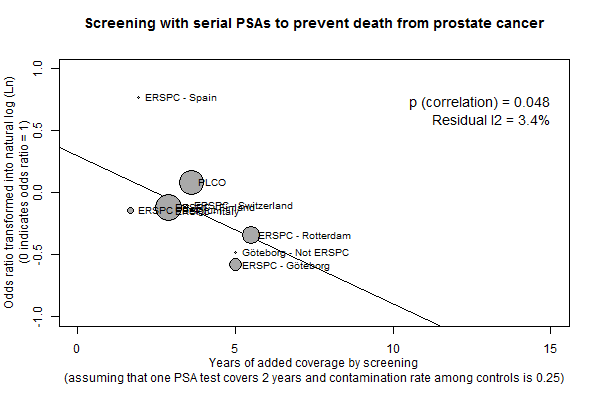 Screening with serial PSAs to prevent death from prostate cancer
Odds ratio transformed into natural log (Ln)
(0 indicates odds ratio = 1)
1.0
0.5
0.0
-0.5
-1.0
p (correlation) = 0.048
Residual I2 = 3.4%
ERSPC - Spain
PLCO
ERSPC - Switzerland
ERSPC
ERSPC - Rotterdam
Göteborg - Not ERSPC
ERSPC - Göteborg
0
5
10
15
Years of added coverage by screening
(assuming that one PSA test covers 2 years and contamination rate among controls is 0.25)